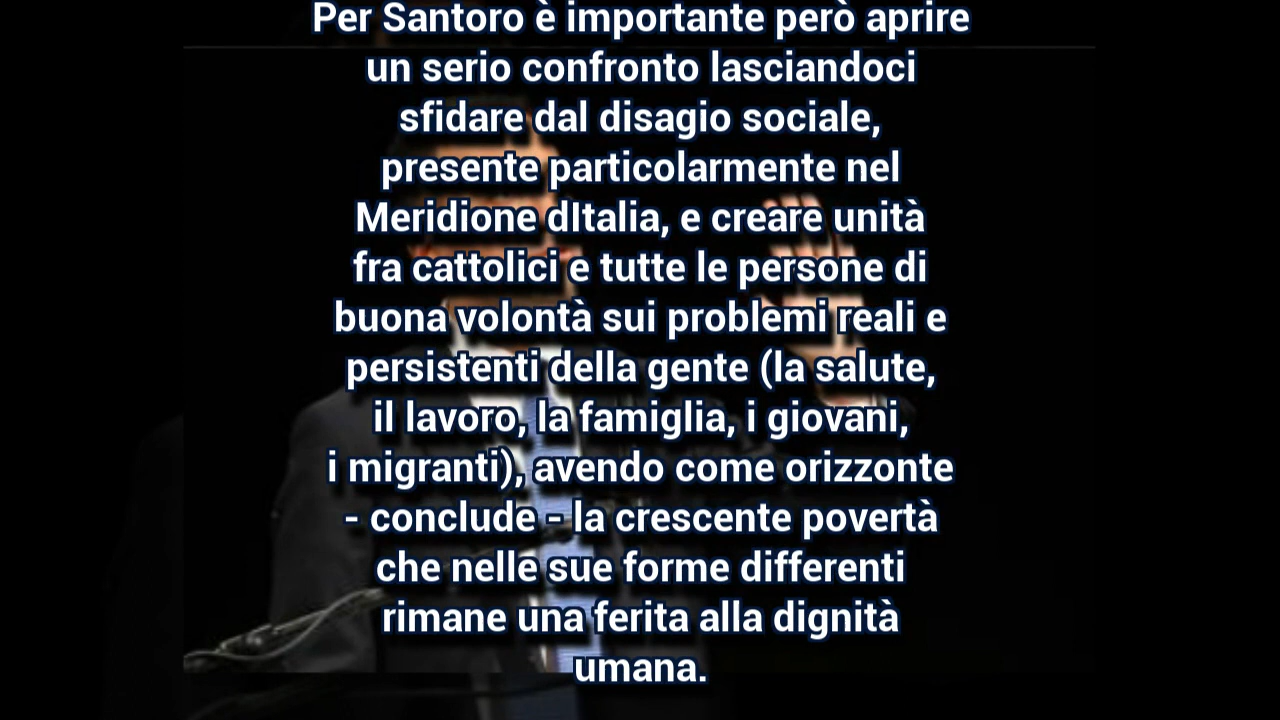 Per Santoro è importante però aprire
un serio confronto lasciandoci
sfidare dal disagio sociale,
presente particolarmente nel
Meridione dItalia, e creare unità
fra cattolici e tutte le persone di
buona volontà sui problemi reali e
persistenti della gente (la salute,
il lavoro, la famiglia, i giovani,
i migranti), avendo come orizzonte
- conclude - la crescente povertà
che nelle sue forme differenti
rimane una ferita alla dignità
umana.